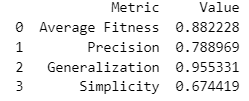 Metric Value
0 Average Fitness 0.882228
1 Precision 0.788969
2 Generalization 0.955331
3 Simplicity 0.674419